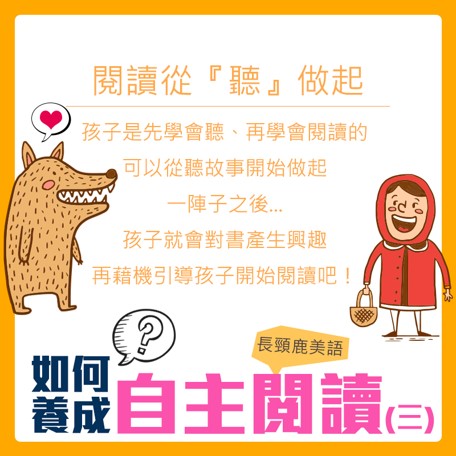 閱讀從『聽』做起
孩子是先學會聽、再學會閱讀的
可以從聽故事開始做起
一陣子之後...
孩子就會對書產生興趣
再藉機引導孩子開始閱讀吧！
?
長頸鹿美語
如何
養成
自主閱讀(三)